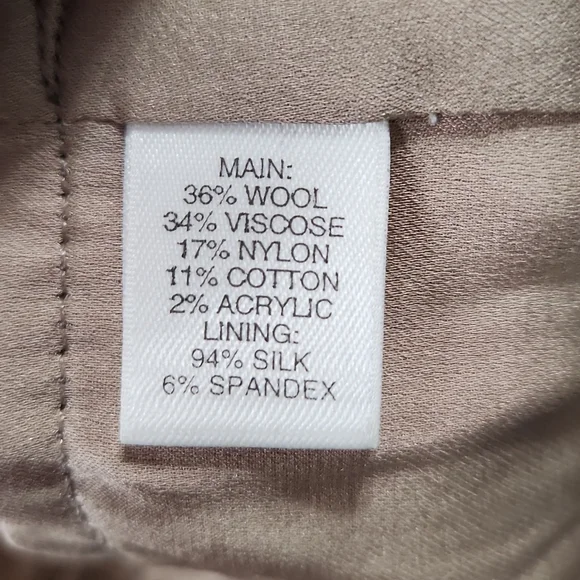 MAIN:
36% WOOL
34% VISCOSE
17% NYLON
11% COTTON
2% ACRYLIC
LINING:
94% SILK
6% SPANDEX